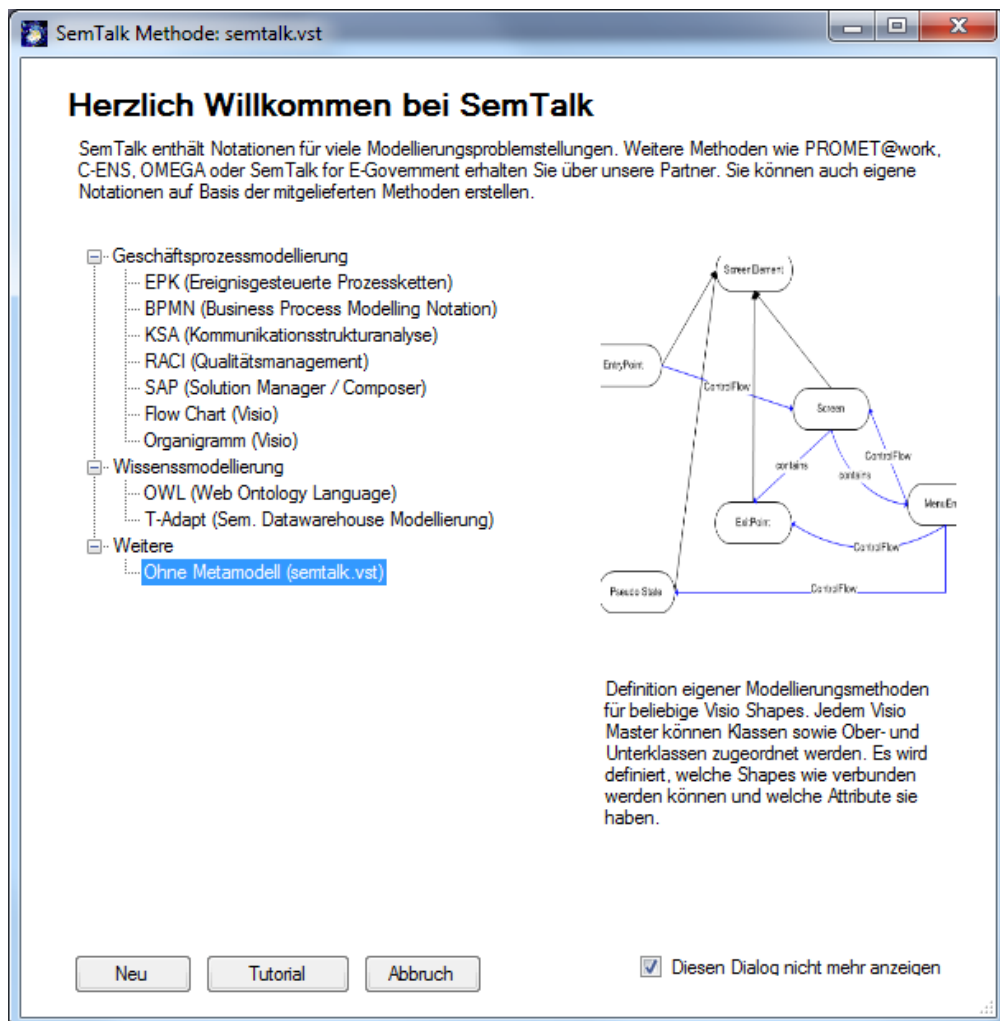 SemTalk Methode: semtalk.vst
Herzlich Willkommen bei SemTalk
SemTalk enthält Notationen für viele Modellierungsproblemstellungen. Weitere Methoden wie PROMET@work,
C-ENS, OMEGA oder SemTalk for E-Government erhalten Sie über unsere Partner. Sie können auch eigene
Notationen auf Basis der mitgelieferten Methoden erstellen.
Geschäftsprozessmodellierung
EPK (Ereignisgesteuerte Prozessketten)
BPMN (Business Process Modelling Notation)
KSA (Kommunikationsstrukturanalyse)
RACI (Qualitätsmanagement)
SAP (Solution Manager / Composer)
Flow Chart (Visio)
Organigramm (Visio)
Wissenssmodellierung
OWL (Web Ontology Language)
T-Adapt (Sem. Datawarehouse Modellierung)
Weitere
Ohne Metamodell (semtalk.vst)
Screen Element
EntryPoint
ControlFlow
Screen
ControlFlow
contains
contains
MenuEn
ExitPoint
ControlFlow
Pseudo State
ControlFlow
Definition eigener Modellierungsmethoden
für beliebige Visio Shapes. Jedem Visio
Master können Klassen sowie Ober- und
Unterklassen zugeordnet werden. Es wird
definiert, welche Shapes wie verbunden
werden können und welche Attribute sie
haben.
Neu
Tutorial
Abbruch
Diesen Dialog nicht mehr anzeigen